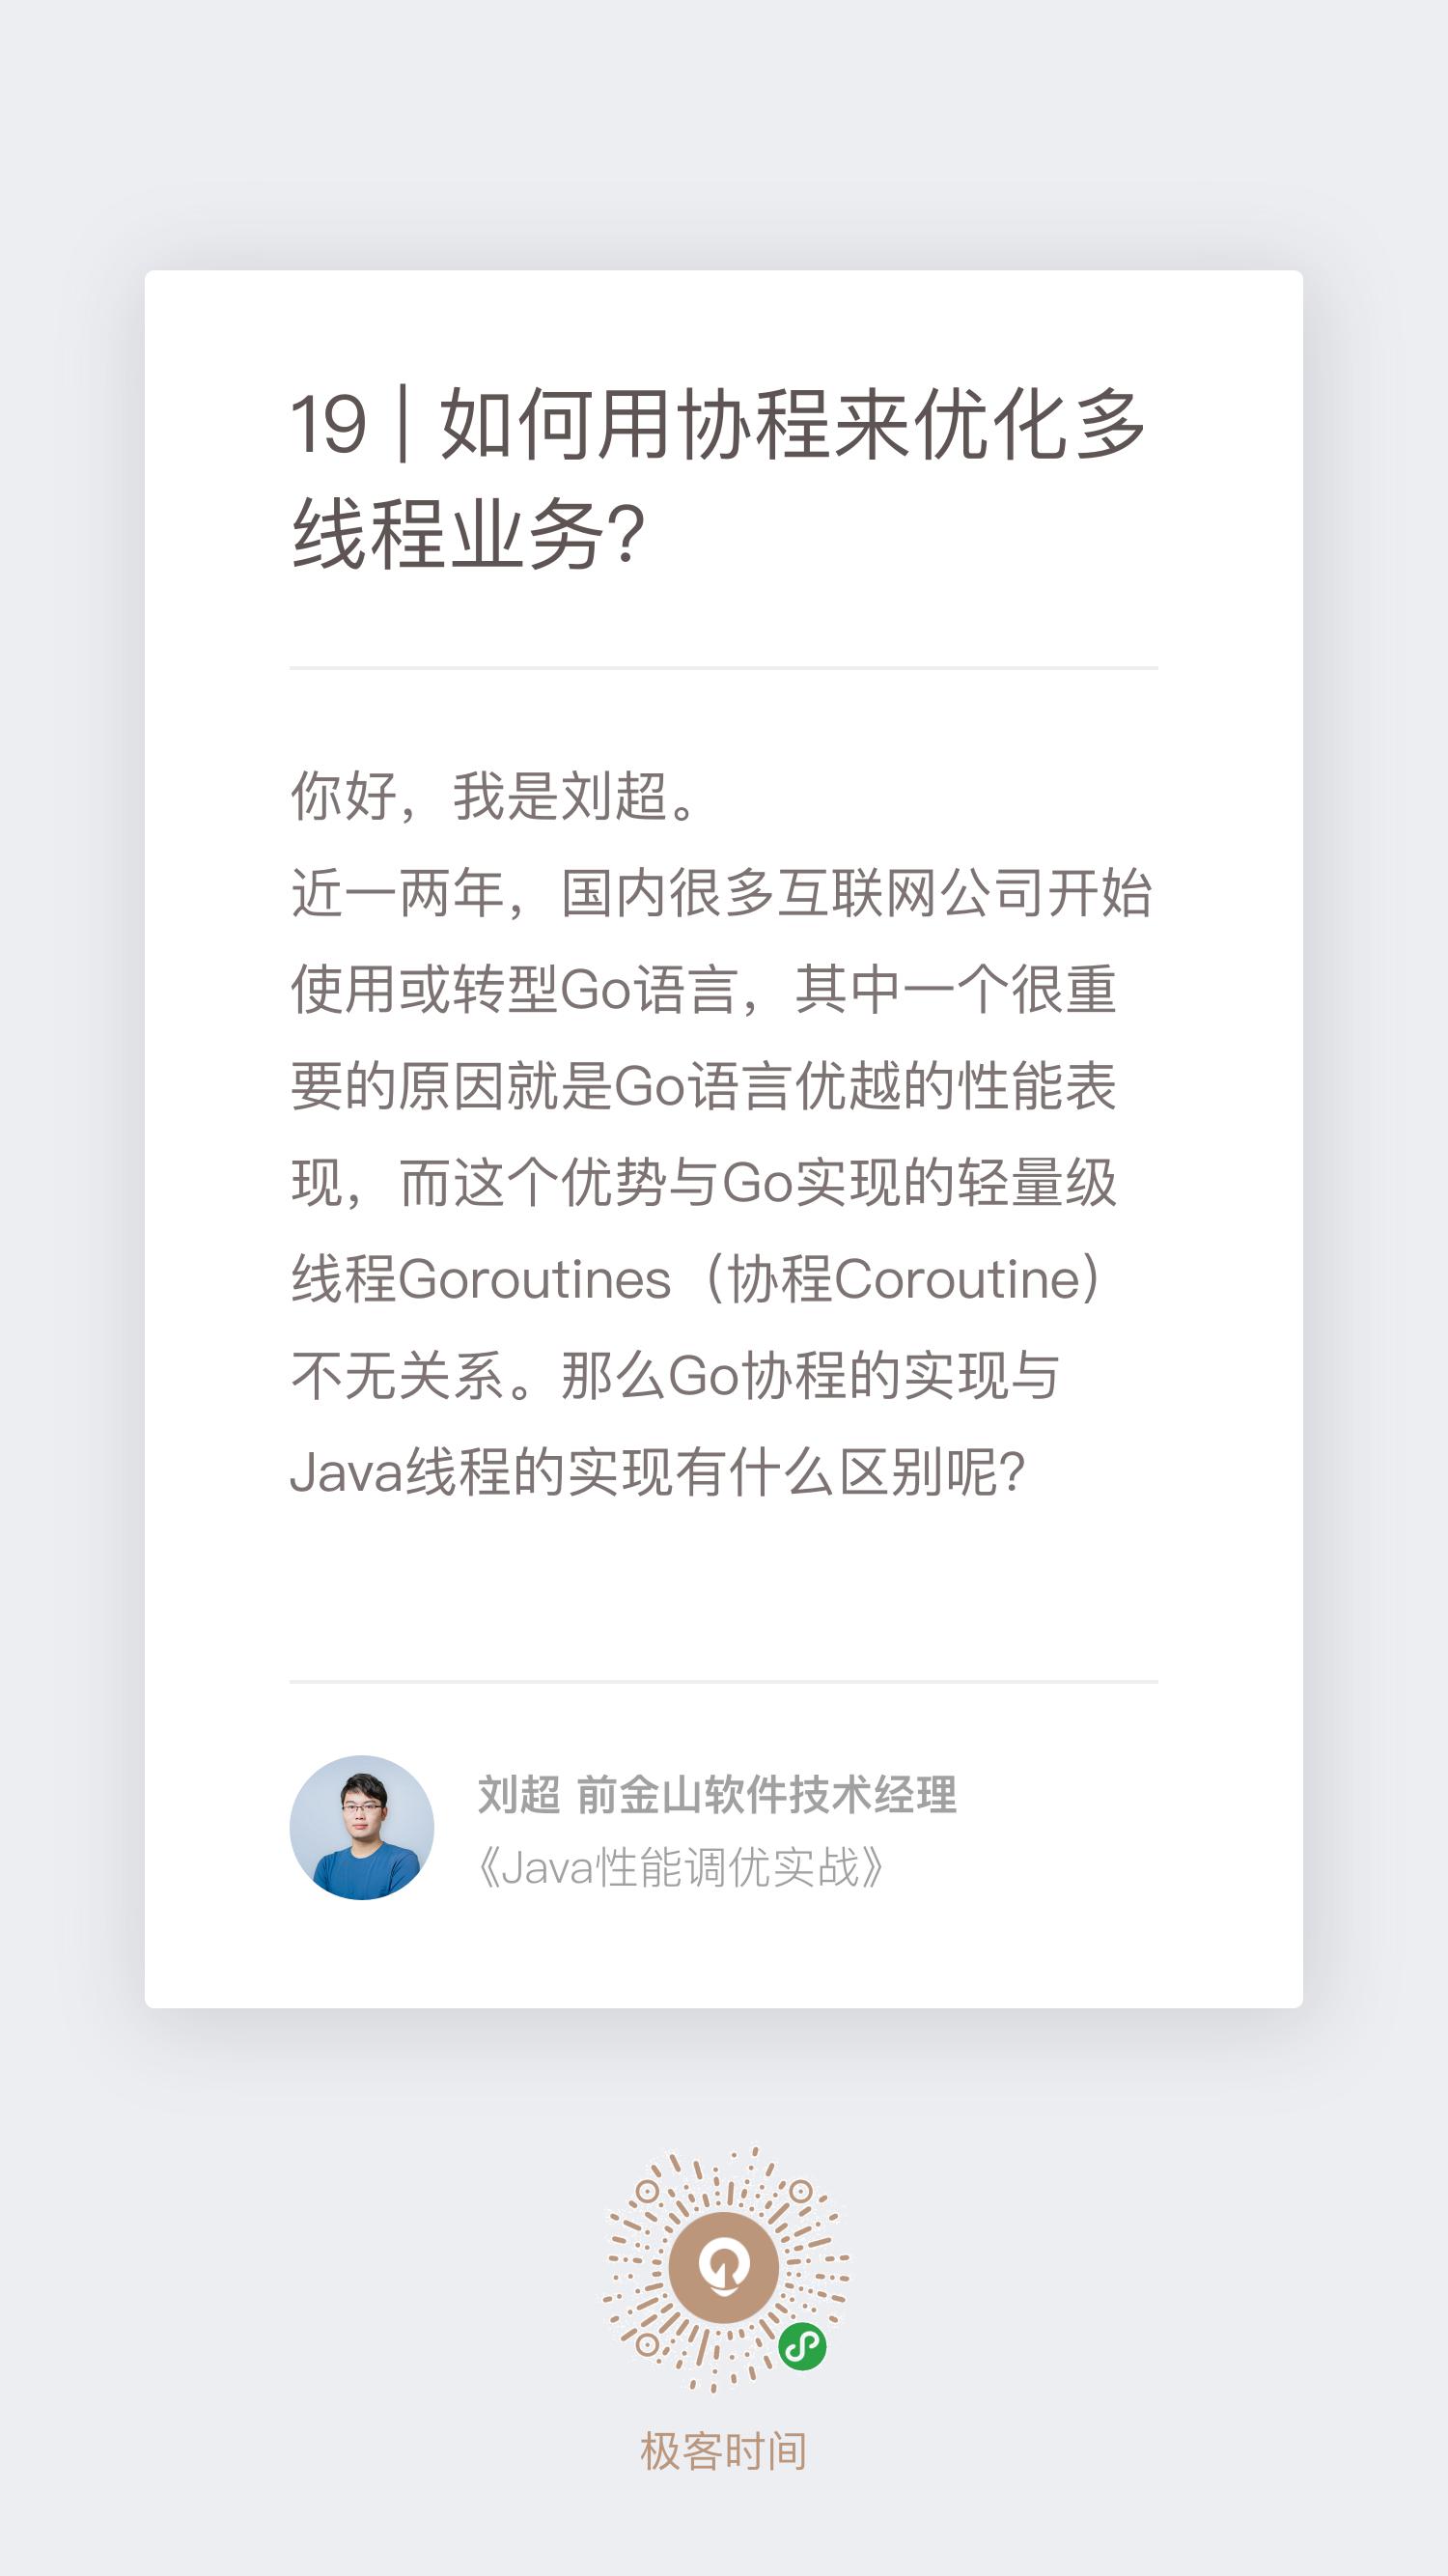 19 | 如何用协程来优化多
线程业务?
你好，我是刘超。
近一两年，国内很多互联网公司开始
使用或转型Go语言，其中一个很重
要的原因就是Go语言优越的性能表
现，而这个优势与Go实现的轻量级
线程Goroutines（协程Coroutine）
不无关系。那么Go协程的实现与
Java线程的实现有什么区别呢?
刘超 前金山软件技术经理
《Java性能调优实战》
极客时间